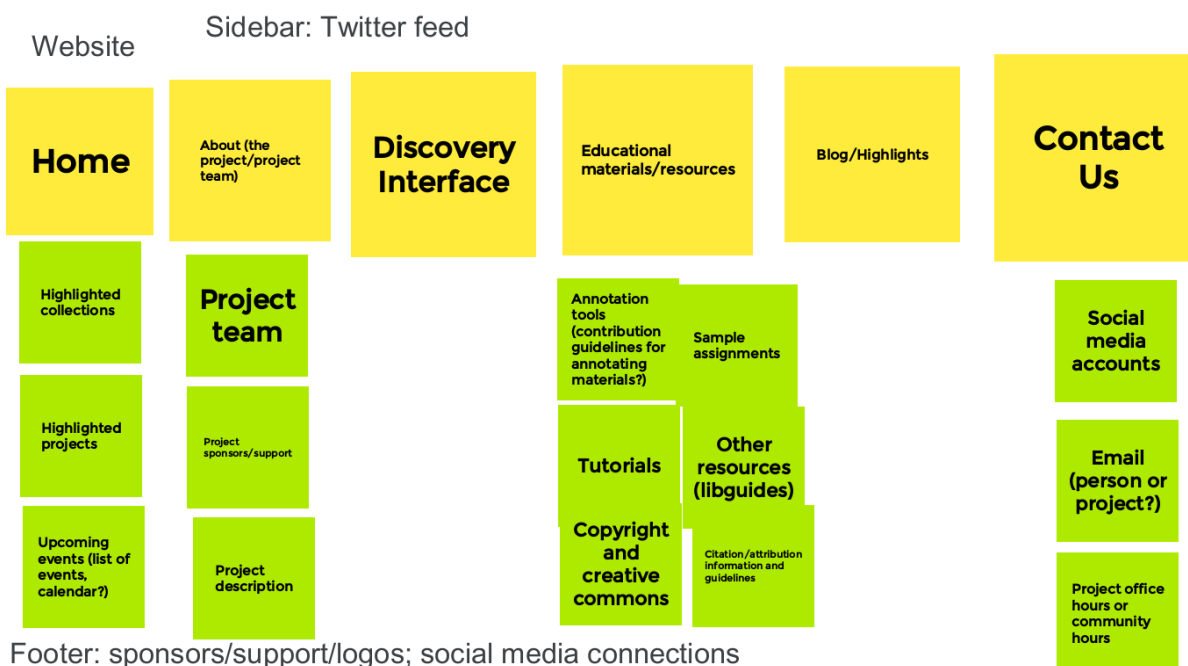 Website
Sidebar: Twitter feed
Home
About (the
project/project
team)
Discovery
Interface
Educational
materials/resources
Blog/Highlights
Contact
Us
Highlighted
collections
Highlighted
projects
Upcoming
events (list of
events,
calendar?)
Project
team
Project
sponsors/support
Project
description
Annotation
tools
(contribution
guidelines for
annotating
materials?)
Sample
assignments
Tutorials
Other
resources
(libguides)
Copyright
and
creative
commons
Citation/attribution
information and
guidelines
Social
media
accounts
Email
(person or
project?)
Project office
hours or
community
hours
Footer: sponsors/support/logos; social media connections